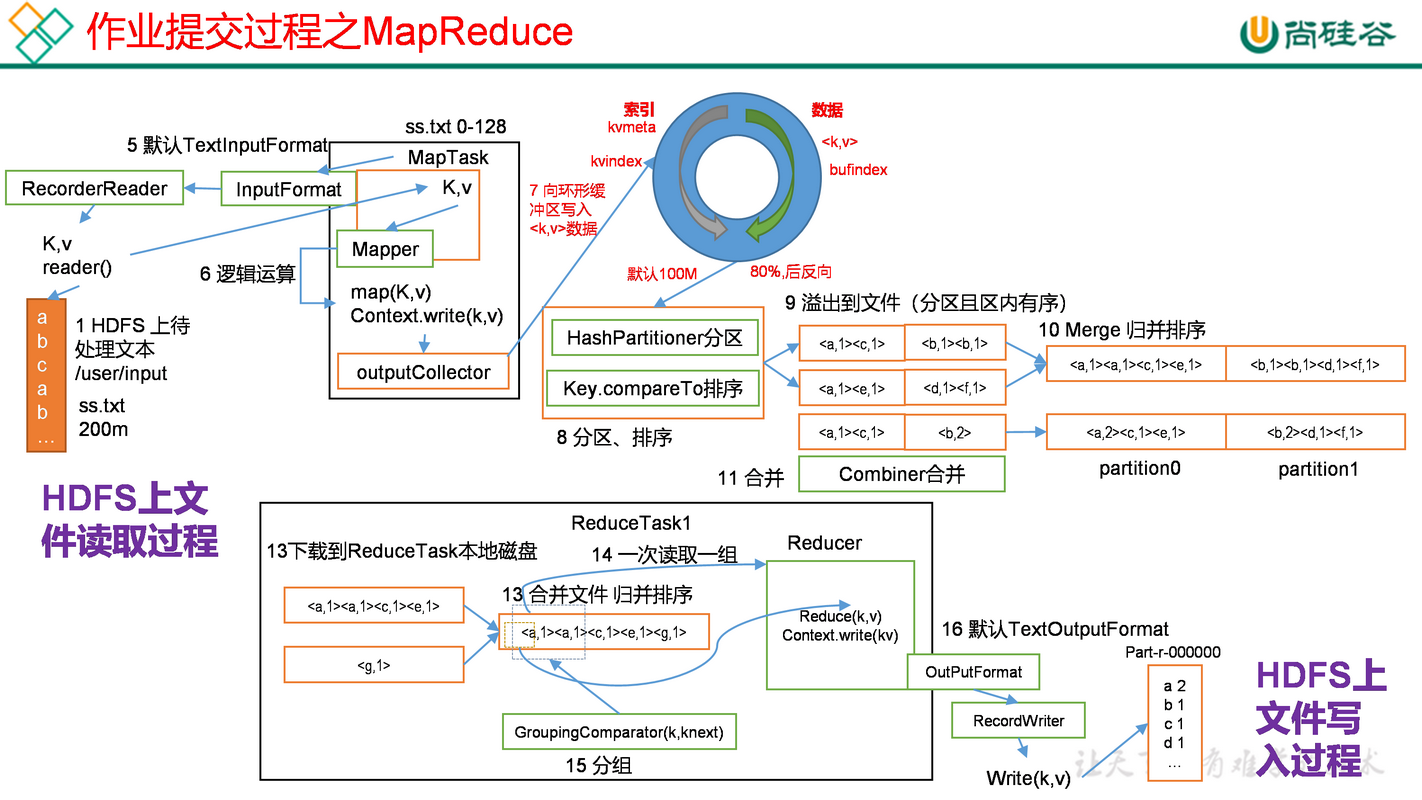 作业提交过程之MapReduce
尚硅谷
5 默认TextInputFormat
ss.txt 0-128
MapTask
RecorderReader
InputFormat
K,v
K,v
reader()
Mapper
6 逻辑运算
map(K,v)
Context.write(k,v)
outputCollector
a
b
c
a
b
…
1 HDFS 上待
处理文本
/user/input
ss.txt
200m
HDFS上文
件读取过程
索引
kvmeta
kvindex
数据
<k,v>
bufindex
7 向环形缓
冲区写入
<k,v>数据
默认100M
80%,后反向
HashPartitioner分区
Key.compareTo排序
8 分区、排序
9 溢出到文件（分区且区内有序）
<a,1><c,1>
<b,1><b,1>
<a,1><e,1>
<d,1><f,1>
<a,1><c,1>
<b,2>
11 合并
Combiner合并
10 Merge 归并排序
<a,1><a,1><c,1><e,1>
<b,1><b,1><d,1><f,1>
<a,2><c,1><e,1>
<b,2><d,1><f,1>
partition0
partition1
ReduceTask1
13下载到ReduceTask本地磁盘
14 一次读取一组
Reducer
<a,1><a,1><c,1><e,1>
<g,1>
13 合并文件 归并排序
<a,1><a,1><c,1><e,1><g,1>
Reduce(k,v)
Context.write(kv)
GroupingComparator(k,knext)
15 分组
16 默认TextOutputFormat
OutPutFormat
RecordWriter
Write(k,v)
Part-r-000000
a 2
b 1
c 1
d 1
…
HDFS上
文件写
入过程